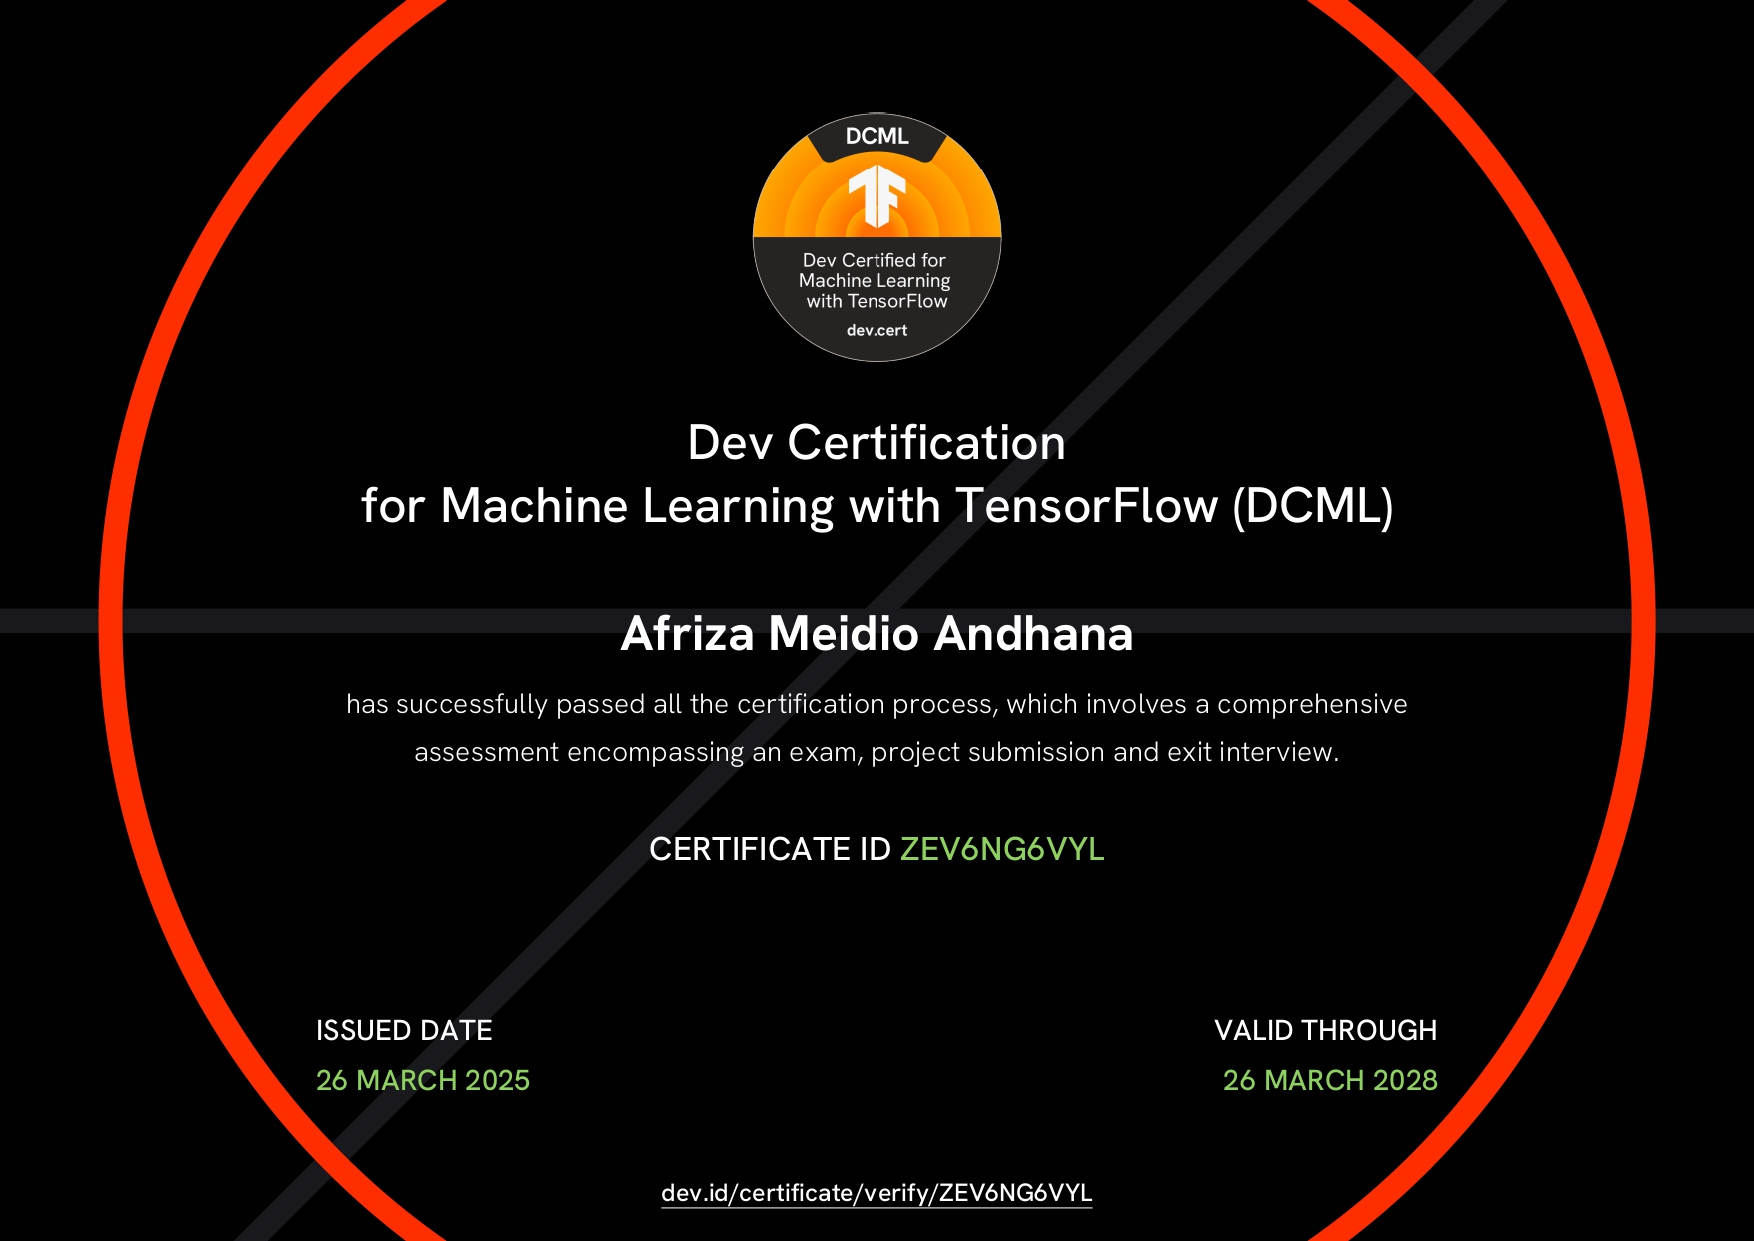 DCML
Dev Certified for
Machine Learning
with TensorFlow
dev.cert
Dev Certification
for Machine Learning with TensorFlow (DCML)
Afriza Meidio Andhana
has successfully passed all the certification process, which involves a comprehensive
assessment encompassing an exam, project submission and exit interview.
CERTIFICATE ID ZEV6NG6VYL
ISSUED DATE
26 MARCH 2025
VALID THROUGH
26 MARCH 2028
dev.id/certificate/verify/ZEV6NG6VYL